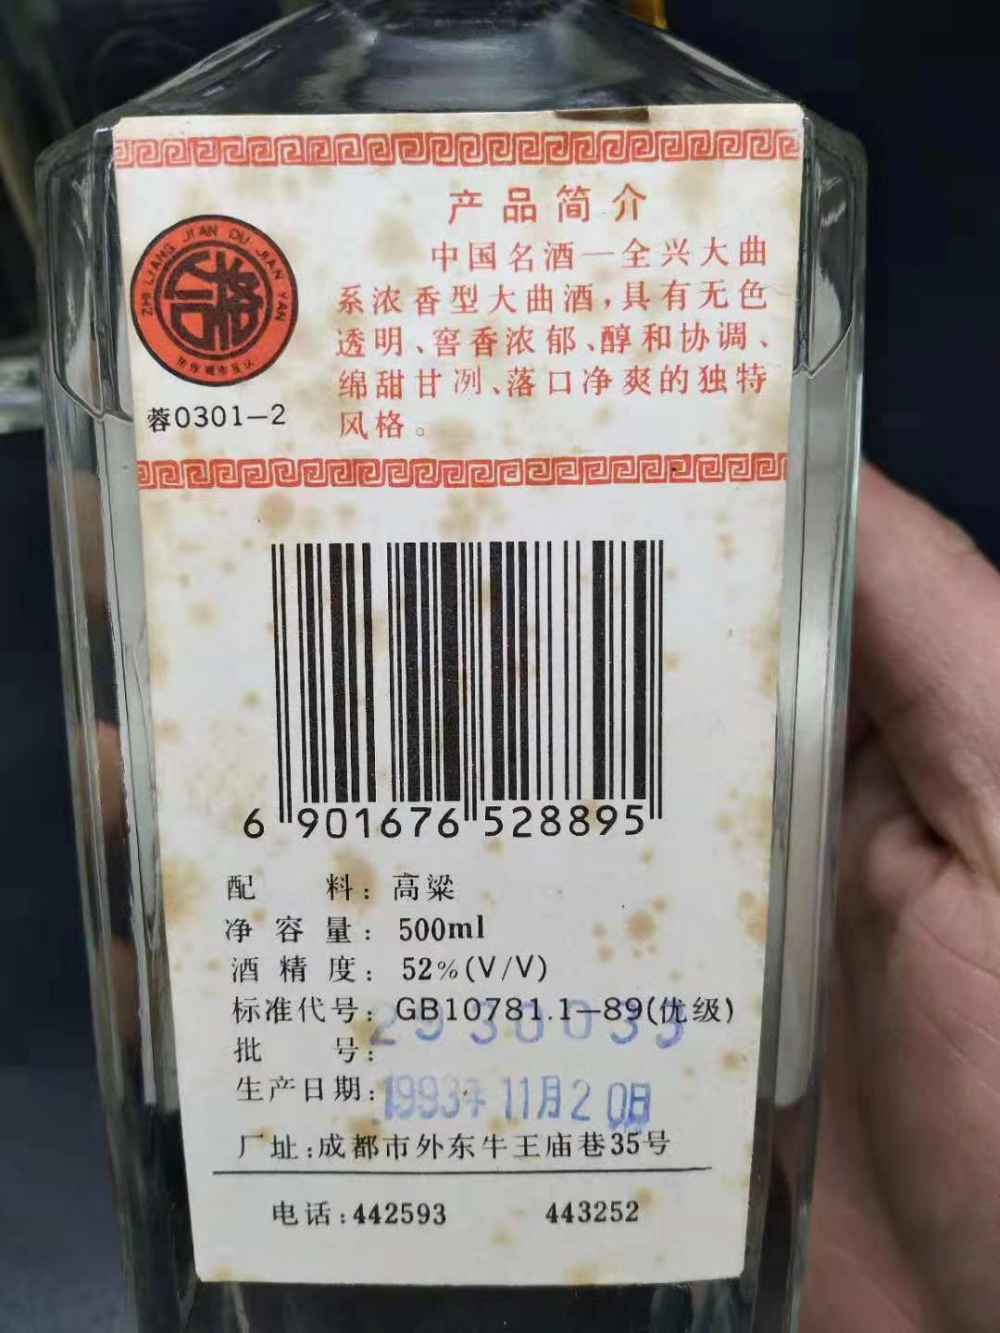 产品简介
中国名酒—全兴大曲
系浓香型大曲酒，具有无色
透明、窖香浓郁、醇和协调、
绵甜甘冽、落口净爽的独特
风格。
ZHI LIANG JIAN DU JIAN YAN
蓉0301—2
6 901676 528895
配 料：高粱
净容量：500ml
酒精度：52%(V/V)
标准代号：GB10781.1—89(优级)
批 号：
生产日期：1993年11月20日
厂址：成都市外东牛王庙巷35号
电话：442593 443252